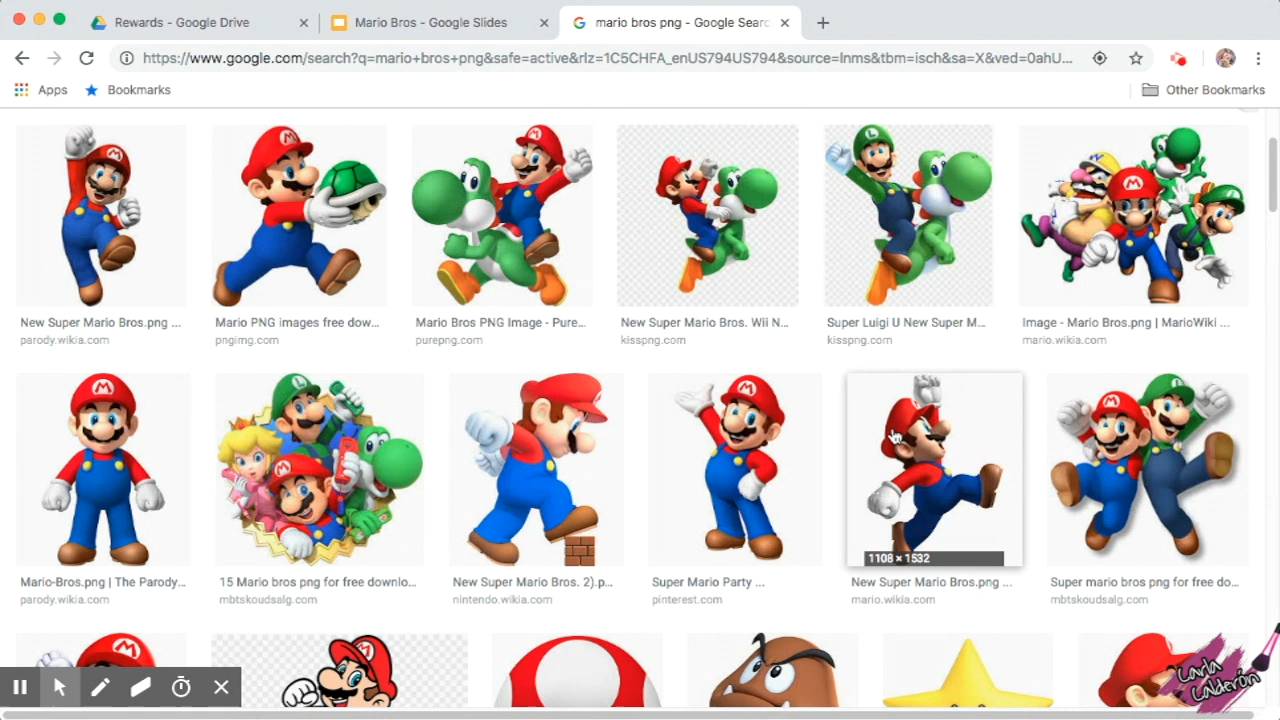 Rewards - Google Drive
Mario Bros - Google Slides
mario bros png - Google Searc
https://www.google.com/search?q=mario+bros+png&safe=active&rlz=1C5CHFA_enUS794US794&source=lnms&tbm=isch&sa=X&ved=0ahU...
Apps
Bookmarks
Other Bookmarks
New Super Mario Bros.png ...
parody.wikia.com
Mario PNG images free dow...
pngimg.com
Mario Bros PNG Image - Pure...
purepng.com
New Super Mario Bros. Wii N...
kisspng.com
Super Luigi U New Super M...
kisspng.com
Image - Mario Bros.png | MarioWiki ...
mario.wikia.com
1108 × 1532
Mario-Bros.png | The Parody...
parody.wikia.com
15 Mario bros png for free downlo...
mbtskoudsalg.com
New Super Mario Bros. 2).p...
nintendo.wikia.com
Super Mario Party ...
pinterest.com
New Super Mario Bros.png ...
mario.wikia.com
Super mario bros png for free do...
mbtskoudsalg.com
Carla
Calderón